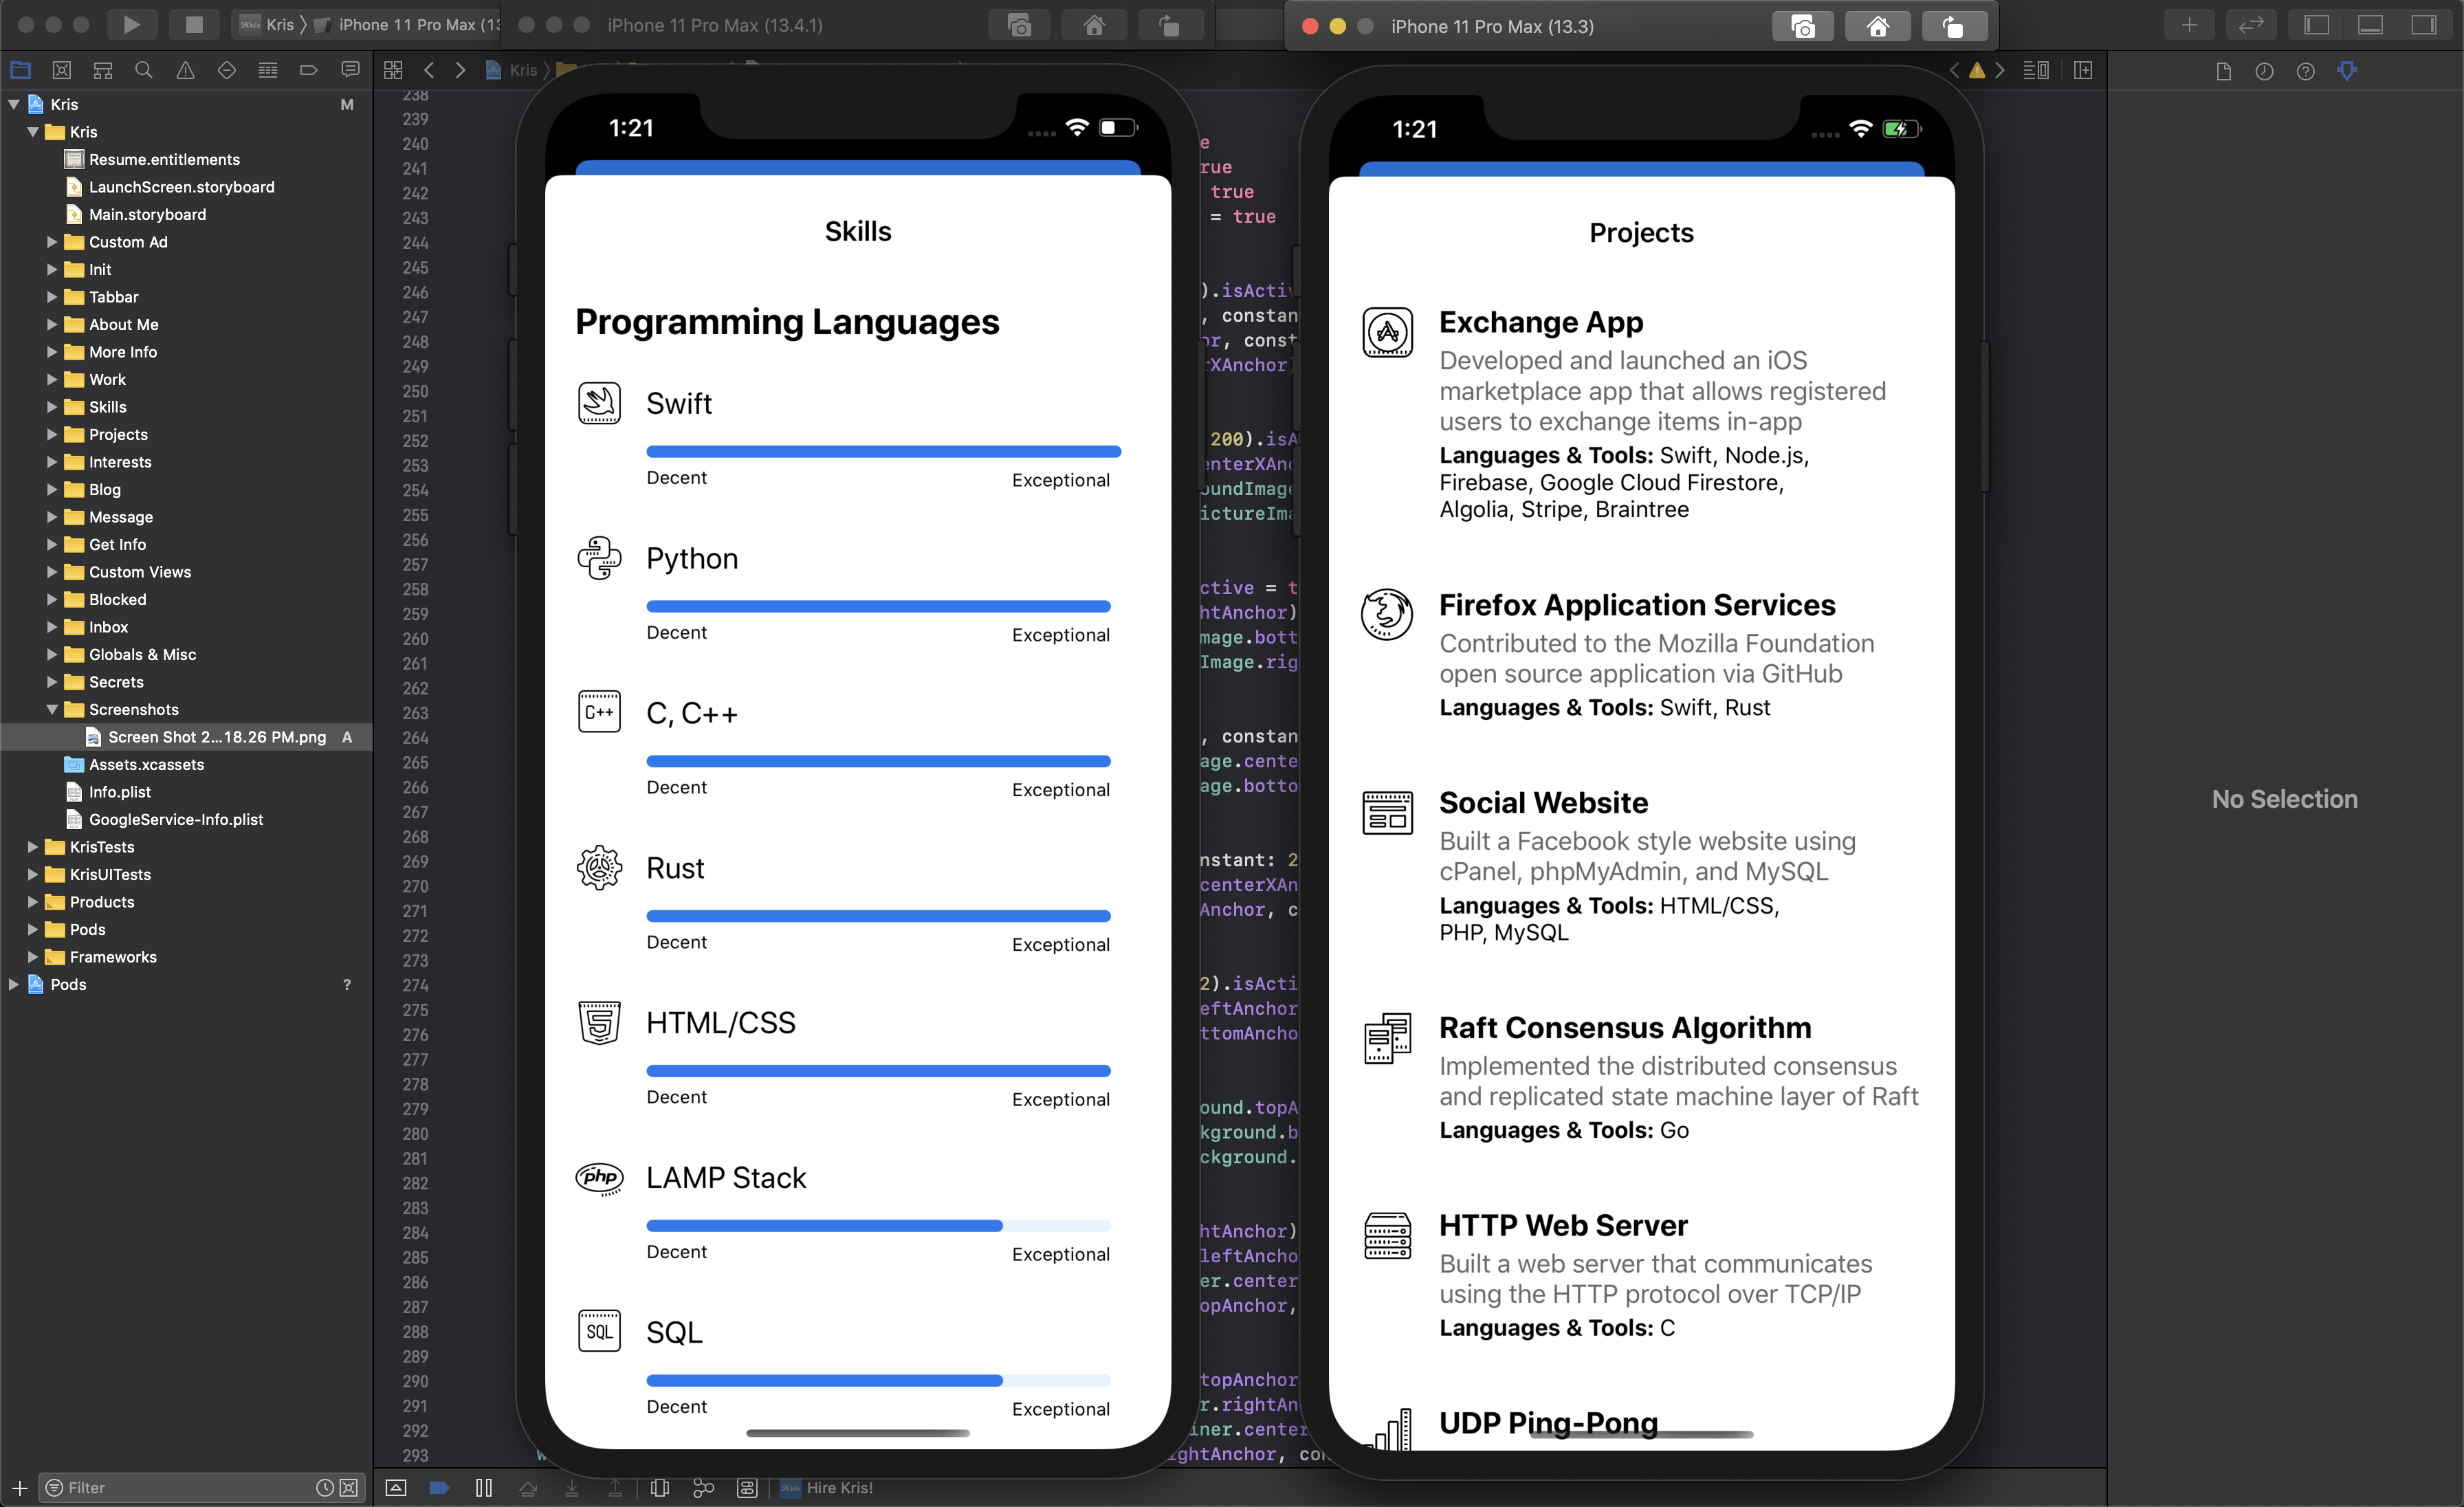 Kris
iPhone 11 Pro Max (13
iPhone 11 Pro Max (13.4.1)
iPhone 11 Pro Max (13.3)
Kris
Kris M
Kris
Resume.entitlements
LaunchScreen.storyboard
Main.storyboard
Custom Ad
Init
Tabbar
About Me
More Info
Work
Skills
Projects
Interests
Blog
Message
Get Info
Custom Views
Blocked
Inbox
Globals & Misc
Secrets
Screenshots
Screen Shot 2...18.26 PM.png A
Assets.xcassets
Info.plist
GoogleService-Info.plist
KrisTests
KrisUITests
Products
Pods
Frameworks
Pods ?
Filter
238
239
240
241
242
243
244
245
246
247
248
249
250
251
252
253
254
255
256
257
258
259
260
261
262
263
264
265
266
267
268
269
270
271
272
273
274
275
276
277
278
279
280
281
282
283
284
285
286
287
288
289
290
291
292
293
1:21
Skills
Programming Languages
Swift
Decent Exceptional
Python
Decent Exceptional
C, C++
C++
Decent Exceptional
Rust
Decent Exceptional
HTML/CSS
Decent Exceptional
php
LAMP Stack
Decent Exceptional
SQL
SQL
Decent Exceptional
e
rue
true
= true
).isActiv
, constan
or, const
rXAnchor)
200).isA
enterXAnc
oundImage
ictureIma
ctive = t
htAnchor)
mage.bott
Image.rig
, constan
age.cente
age.botto
nstant: 2
centerXAn
Anchor, c
2).isActi
eftAnchor
ttomAncho
ound.topA
kground.b
ckground.
htAnchor)
leftAncho
er.center
opAnchor,
topAnchor
r.rightAn
iner.center
ightAnchor, con
1:21
Projects
Exchange App
Developed and launched an iOS
marketplace app that allows registered
users to exchange items in-app
Languages & Tools: Swift, Node.js,
Firebase, Google Cloud Firestore,
Algolia, Stripe, Braintree
Firefox Application Services
Contributed to the Mozilla Foundation
open source application via GitHub
Languages & Tools: Swift, Rust
Social Website
Built a Facebook style website using
cPanel, phpMyAdmin, and MySQL
Languages & Tools: HTML/CSS,
PHP, MySQL
Raft Consensus Algorithm
Implemented the distributed consensus
and replicated state machine layer of Raft
Languages & Tools: Go
HTTP Web Server
Built a web server that communicates
using the HTTP protocol over TCP/IP
Languages & Tools: C
UDP Ping-Pong
No Selection
Hire Kris!